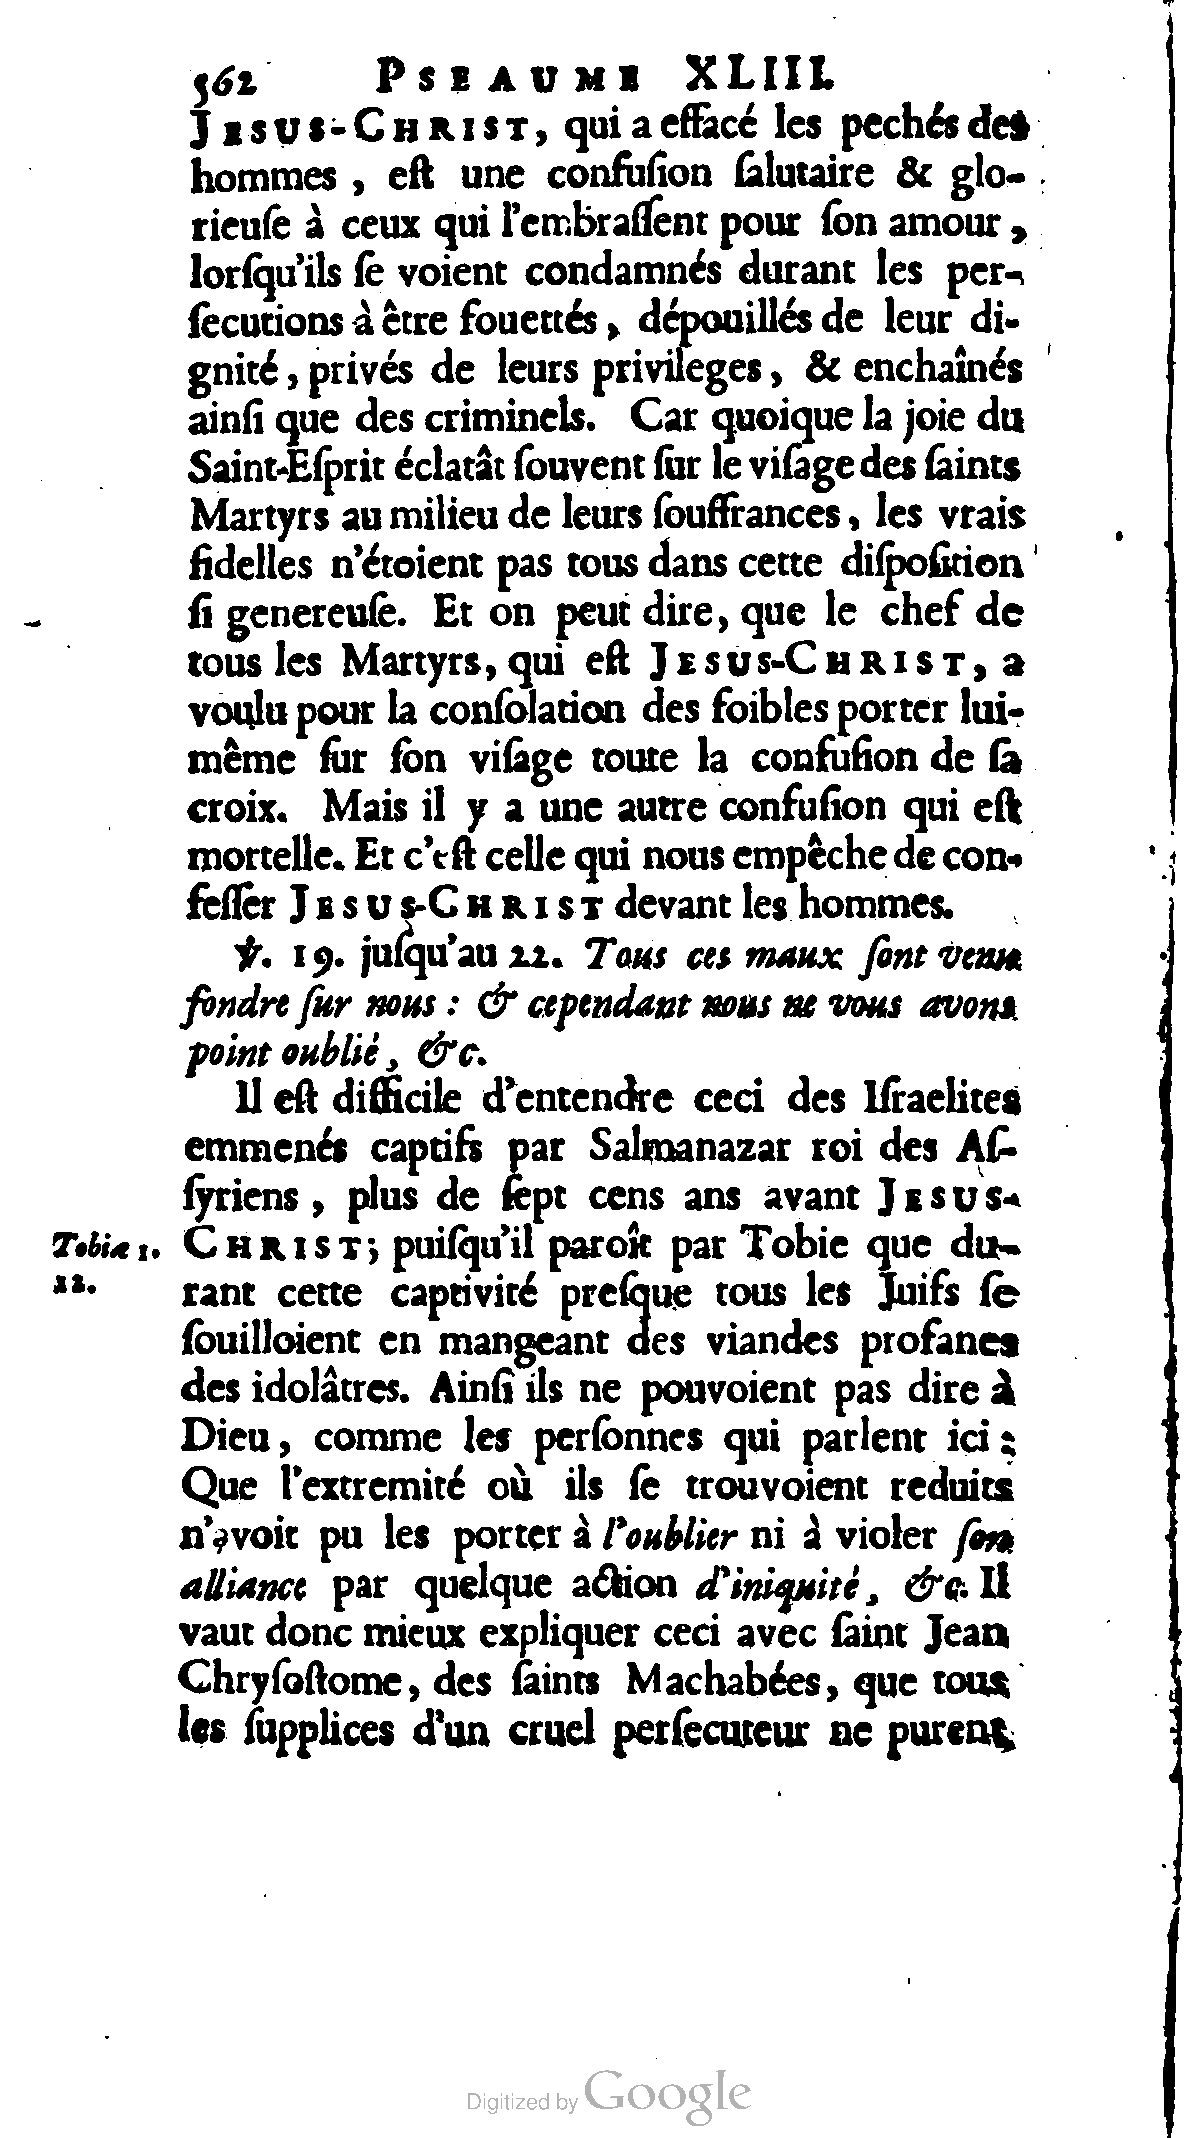 562 PSEAUME XLIII.
JESUS-CHRIST, qui a effacé les pechés des
hommes, eſt une confuſion ſalutaire & glo-
rieuſe à ceux qui l'embraſſent pour ſon amour,
lorſqu'ils ſe voient condamnés durant les per-
ſecutions à être fouettés, dépouillés de leur di-
gnité, privés de leurs privileges, & enchaînés
ainſi que des criminels. Car quoique la joie du
Saint-Eſprit éclatât ſouvent ſur le viſage des ſaints
Martyrs au milieu de leurs ſouffrances, les vrais
fidelles n'étoient pas tous dans cette diſpoſition
ſi genereuſe. Et on peut dire, que le chef de
tous les Martyrs, qui eſt JESUS-CHRIST, a
voulu pour la conſolation des foibles porter lui-
même ſur ſon viſage toute la confuſion de ſa
croix. Mais il y a une autre confuſion qui eſt
mortelle. Et c'eſt celle qui nous empêche de con-
feſſer JESUS-CHRIST devant les hommes.
℣. 19. juſqu'au 22. Tous ces maux ſont venus
fondre ſur nous : & cependant nous ne vous avons
point oublié, &c.
Il eſt difficile d'entendre ceci des Iſraelites
emmenés captifs par Salmanazar roi des Aſ-
ſyriens, plus de ſept cens ans avant JESUS-
Tobiæ 1. CHRIST; puiſqu'il paroît par Tobie que du-
12. rant cette captivité preſque tous les Juifs ſe
ſouilloient en mangeant des viandes profanes
des idolâtres. Ainſi ils ne pouvoient pas dire à
Dieu, comme les perſonnes qui parlent ici :
Que l'extremité où ils ſe trouvoient reduits
n'avoit pu les porter à l'oublier ni à violer ſon
alliance par quelque action d'iniquité, &c. Il
vaut donc mieux expliquer ceci avec ſaint Jean
Chryſoſtome, des ſaints Machabées, que tous
les ſupplices d'un cruel perſecuteur ne purent
Digitized by Google